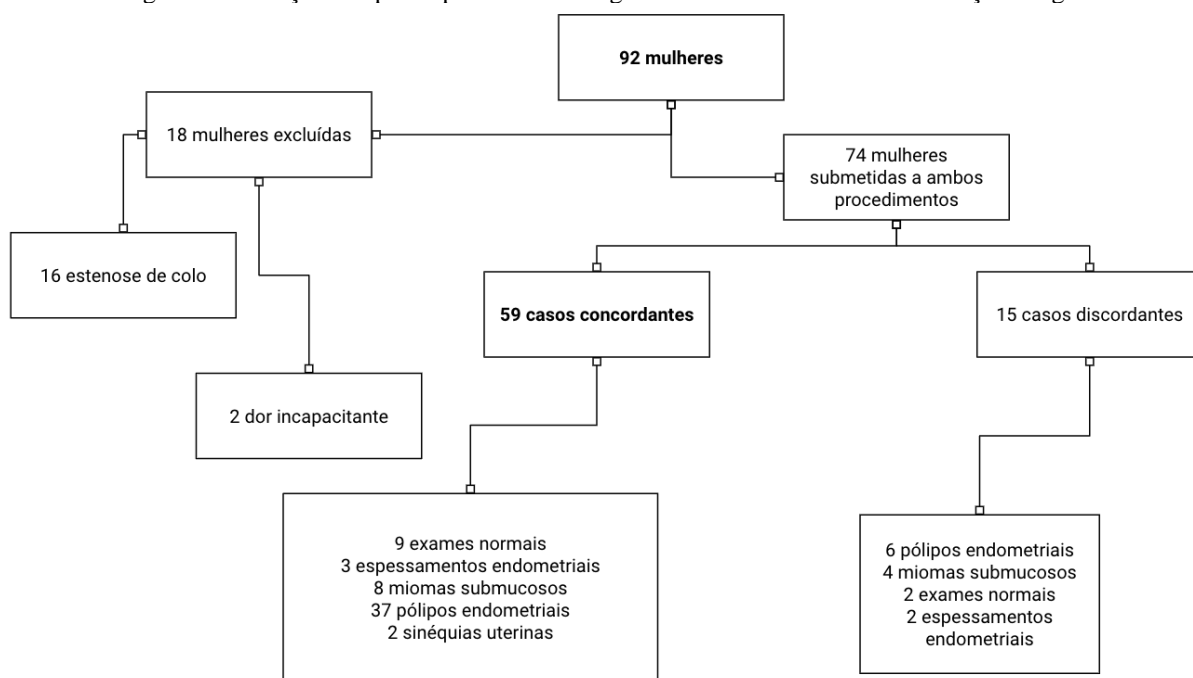 92 mulheres
18 mulheres excluídas
74 mulheres
submetidas a ambos
procedimentos
16 estenose de colo
59 casos concordantes
15 casos discordantes
2 dor incapacitante
9 exames normais
3 espessamentos endometriais
8 miomas submucosos
37 pólipos endometriais
2 sinéquias uterinas
6 pólipos endometriais
4 miomas submucosos
2 exames normais
2 espessamentos
endometriais